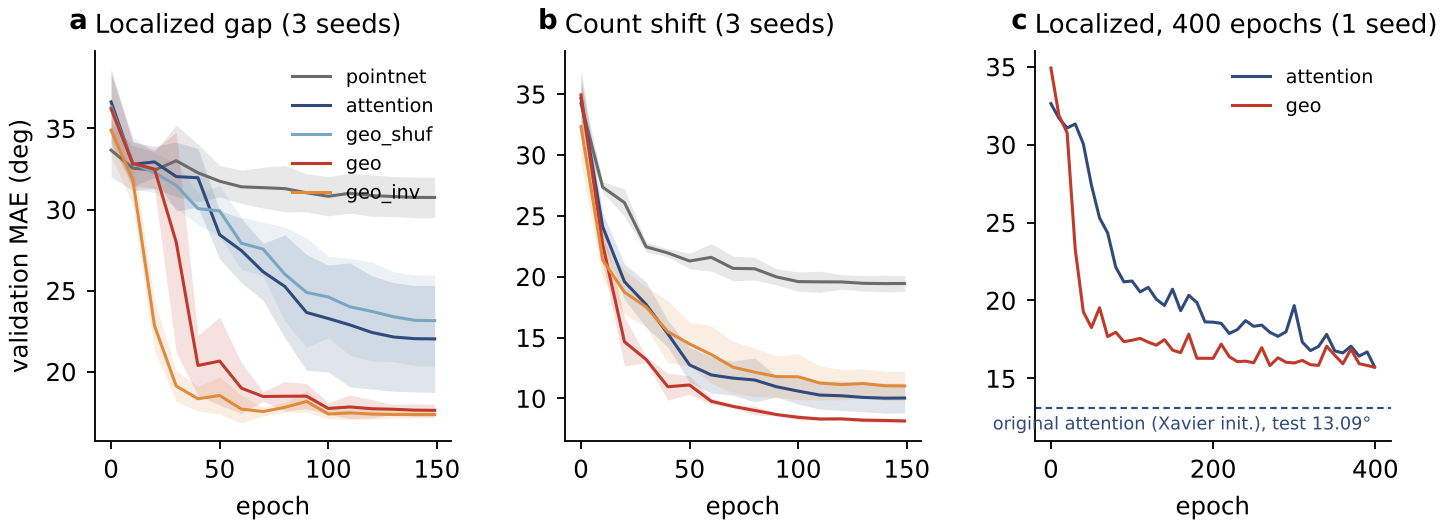 a Localized gap (3 seeds)
validation MAE (deg)
35
30
25
20
pointnet
attention
geo_shuf
geo
geo_inv
0 50 100 150
epoch
b Count shift (3 seeds)
35
30
25
20
15
10
0 50 100 150
epoch
c Localized, 400 epochs (1 seed)
35
30
25
20
15
attention
geo
original attention (Xavier init.), test 13.09°
0 200 400
epoch